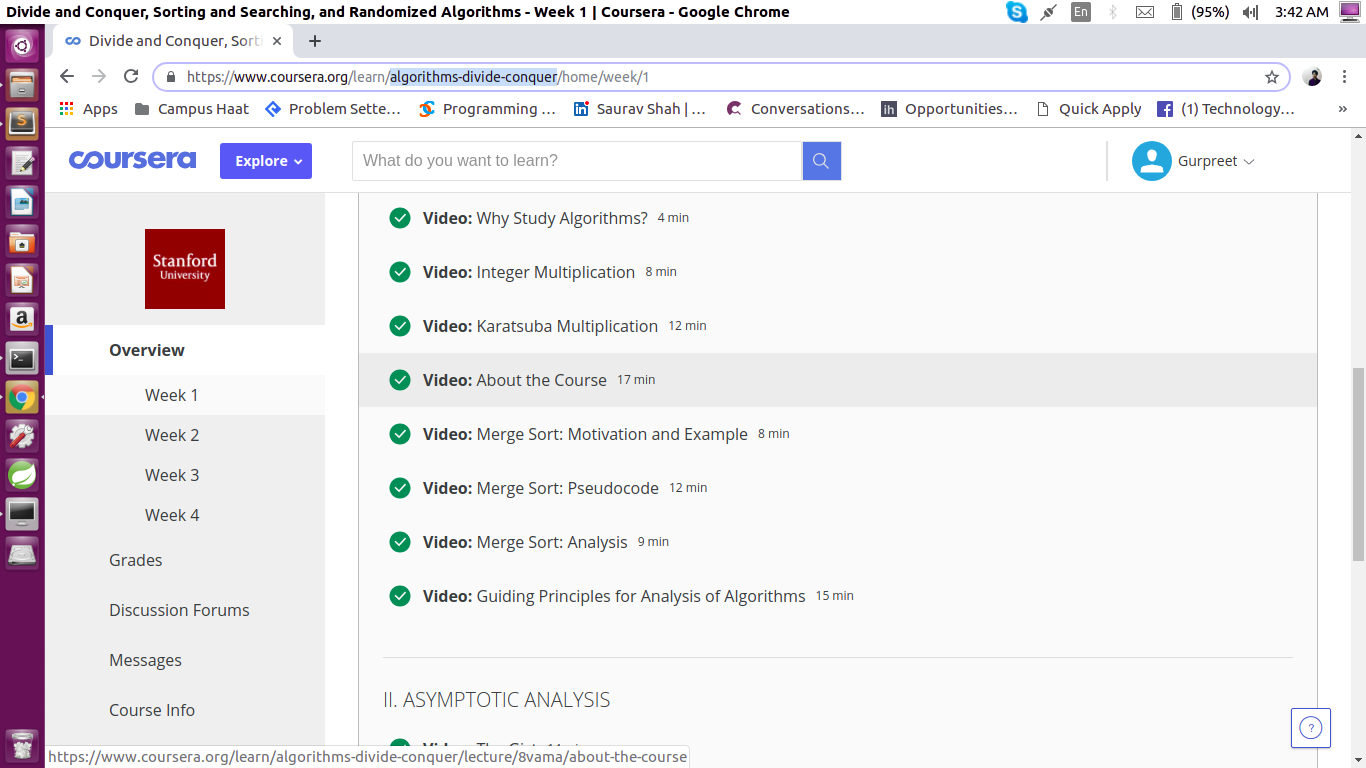 Divide and Conquer, Sorting and Searching, and Randomized Algorithms - Week 1 | Coursera - Google Chrome
En
(95%)
3:42 AM
Divide and Conquer, Sorti
https://www.coursera.org/learn/algorithms-divide-conquer/home/week/1
Apps
Campus Haat
Problem Sette...
Programming ...
Saurav Shah | ...
Conversations...
Opportunities...
Quick Apply
(1) Technology...
»
coursera
Explore
What do you want to learn?
Gurpreet
Stanford
University
Overview
Week 1
Week 2
Week 3
Week 4
Grades
Discussion Forums
Messages
Course Info
Video: Why Study Algorithms? 4 min
Video: Integer Multiplication 8 min
Video: Karatsuba Multiplication 12 min
Video: About the Course 17 min
Video: Merge Sort: Motivation and Example 8 min
Video: Merge Sort: Pseudocode 12 min
Video: Merge Sort: Analysis 9 min
Video: Guiding Principles for Analysis of Algorithms 15 min
II. ASYMPTOTIC ANALYSIS
https://www.coursera.org/learn/algorithms-divide-conquer/lecture/8vama/about-the-course